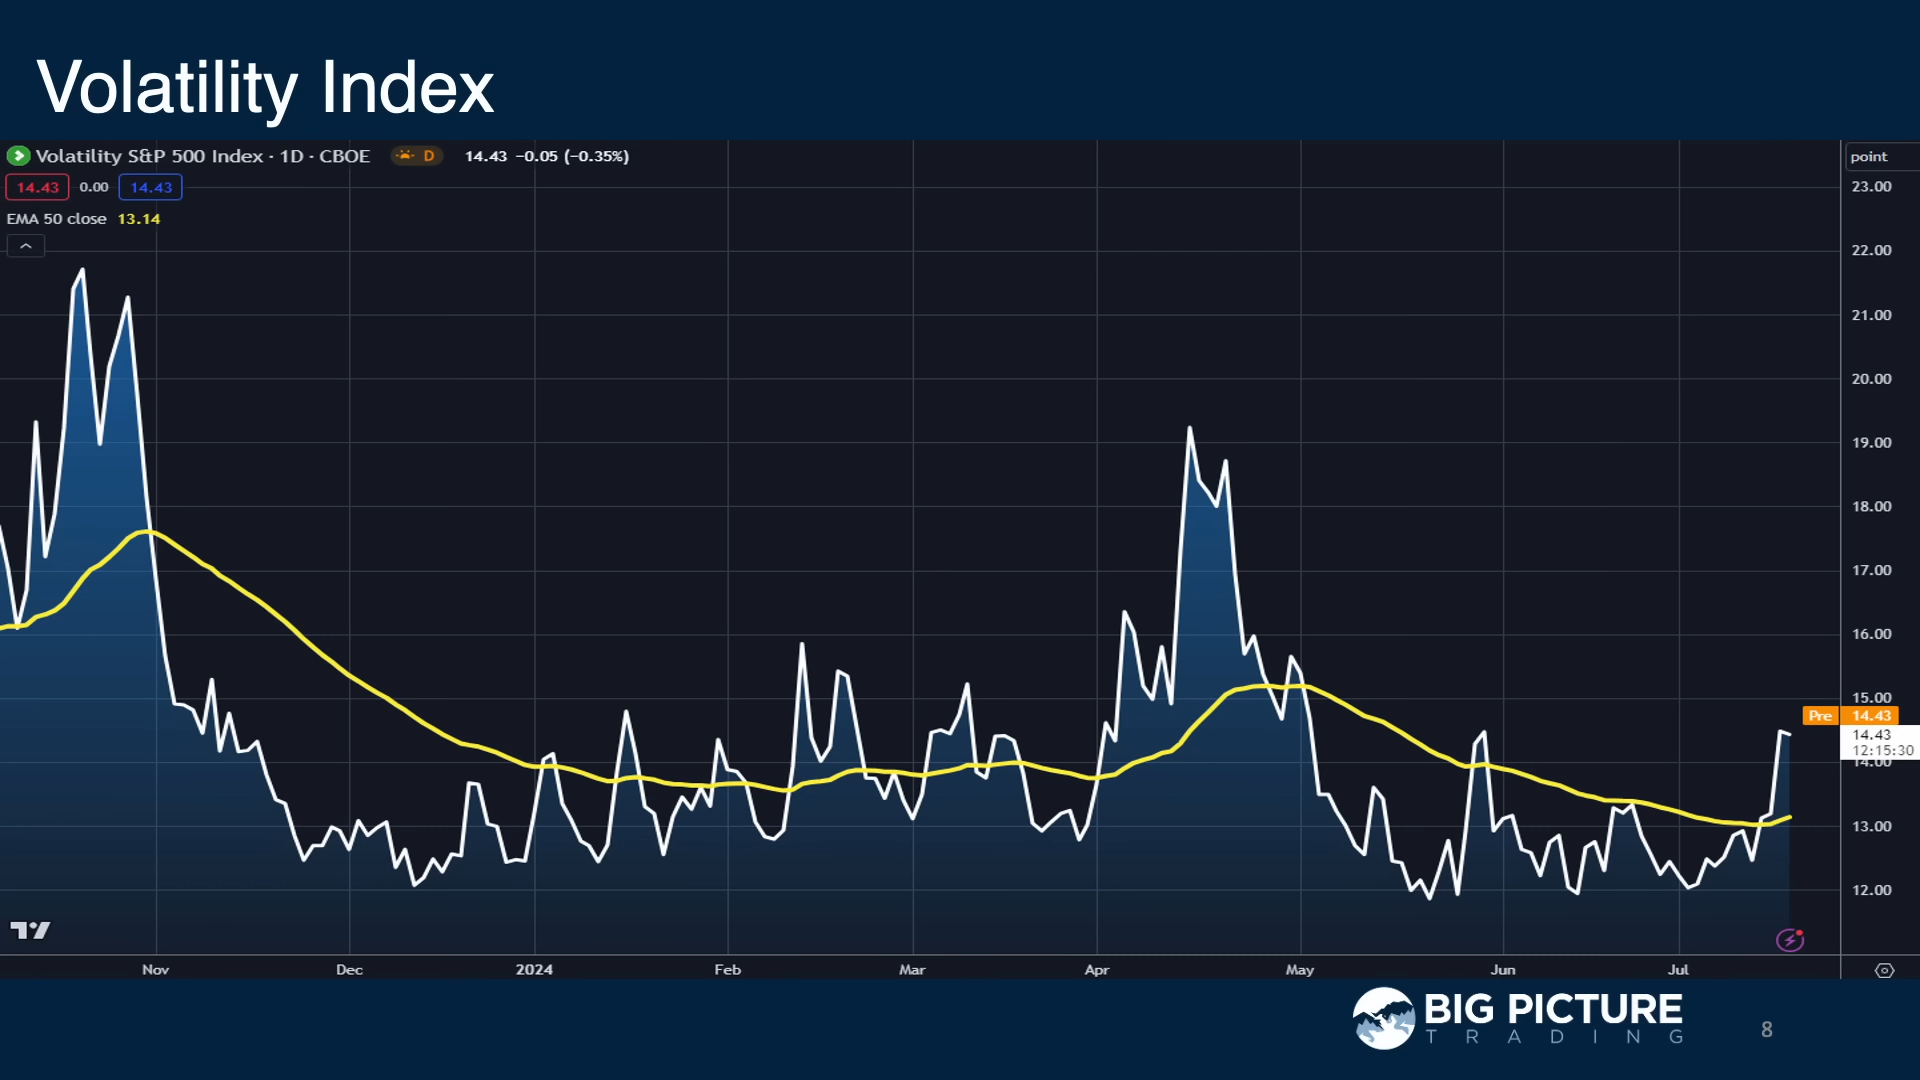 Volatility Index
Volatility S&P 500 Index · 1D · CBOE D 14.43 −0.05 (−0.35%)
14.43 0.00 14.43
EMA 50 close 13.14
point
23.00
22.00
21.00
20.00
19.00
18.00
17.00
16.00
15.00
Pre 14.43
14.43
12:15:30
14.00
13.00
12.00
Nov Dec 2024 Feb Mar Apr May Jun Jul
BIG PICTURE
TRADING
8